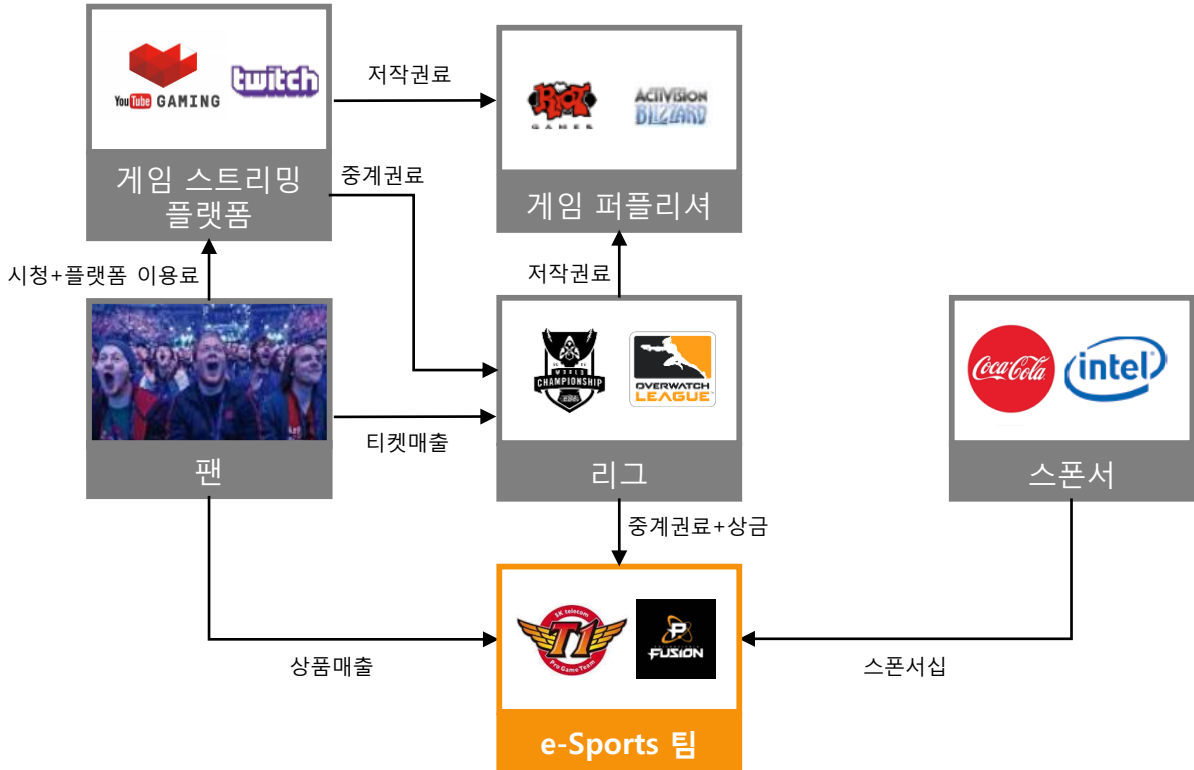 YouTube GAMING
twitch
저작권료
RIOT
GAMES
ACTIVISION
BLIZZARD
게임 스트리밍
플랫폼
중계권료
게임 퍼플리셔
시청+플랫폼 이용료
저작권료
WORLD
CHAMPIONSHIP
OVERWATCH
LEAGUE
Coca-Cola
intel
티켓매출
팬
리그
스폰서
중계권료+상금
SK telecom
T1
Pro Game Team
FUSION
상품매출
스폰서십
e-Sports 팀